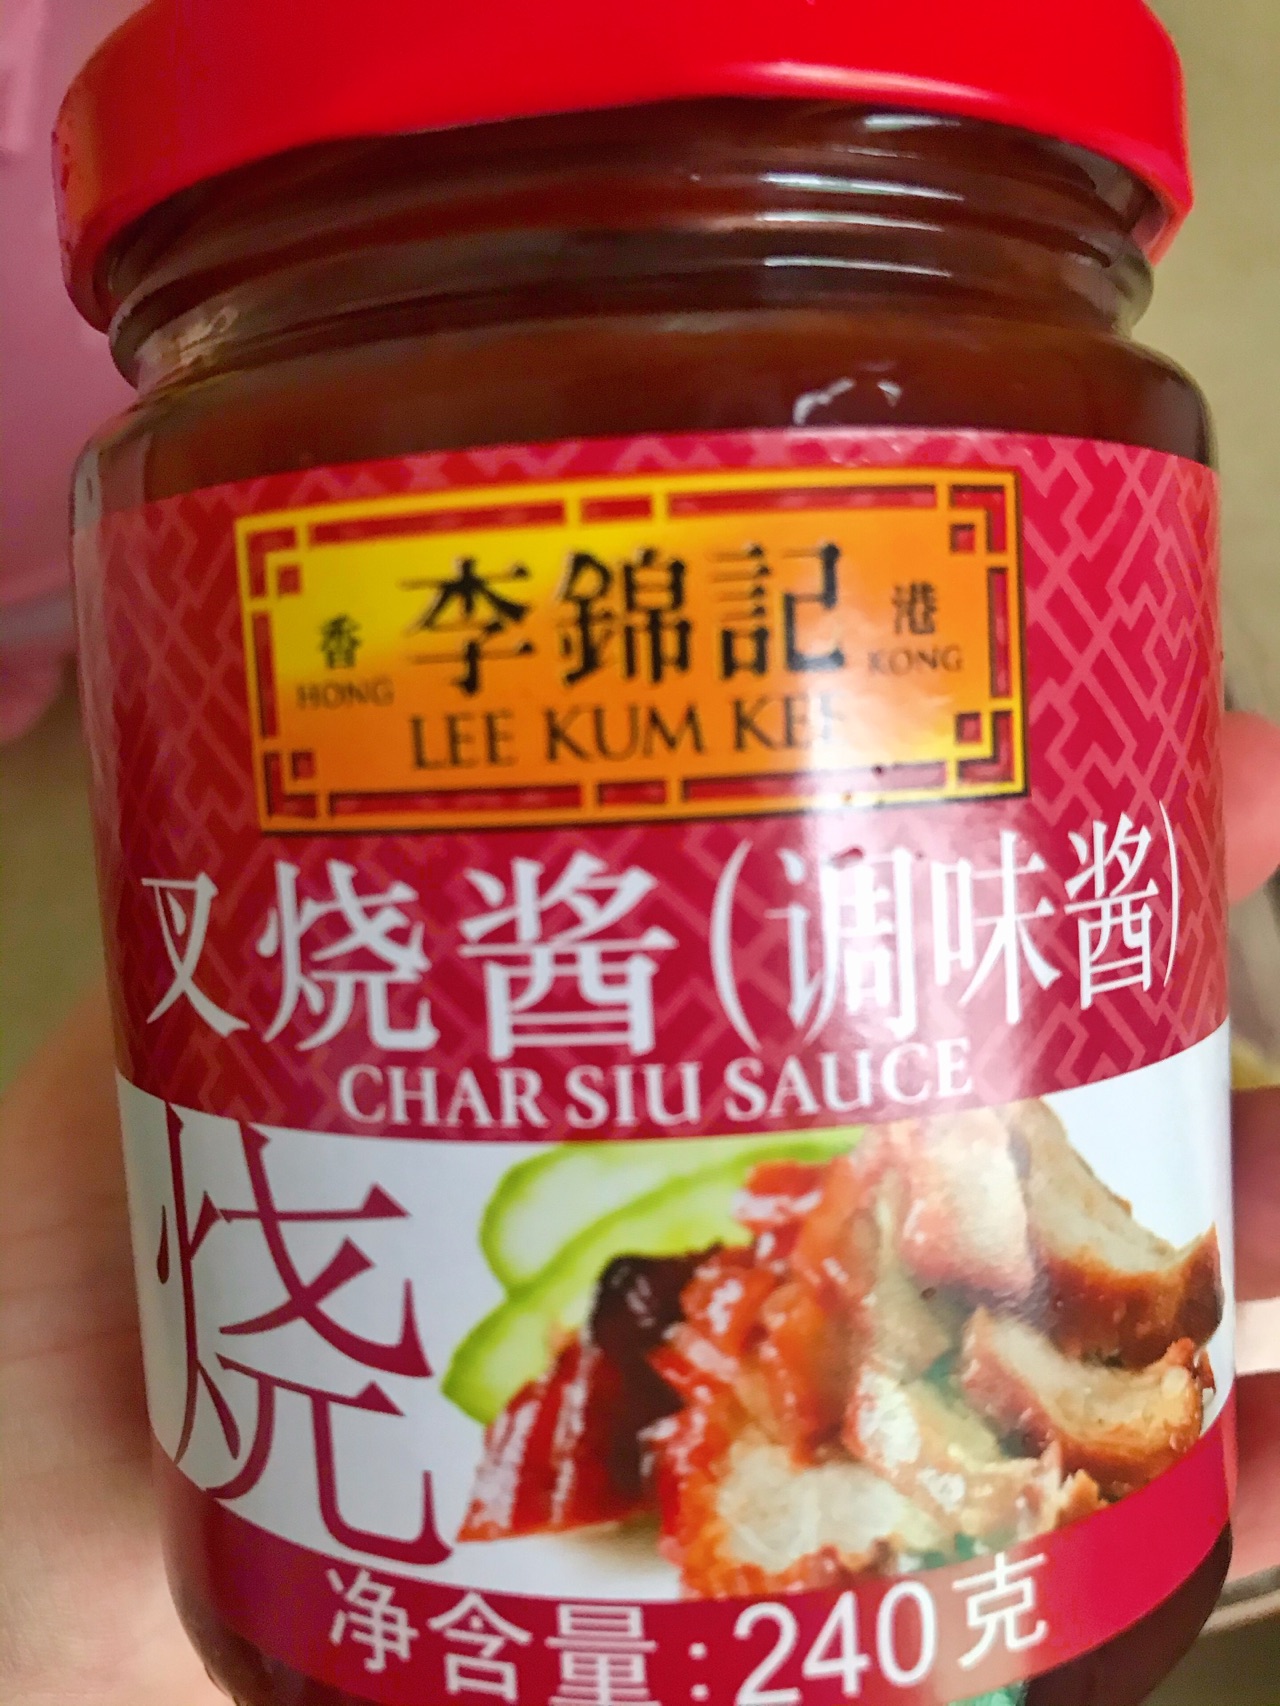 香 李錦記 港
HONG KONG
LEE KUM KEE
叉烧酱(调味酱)
CHAR SIU SAUCE
烧
净含量:240克